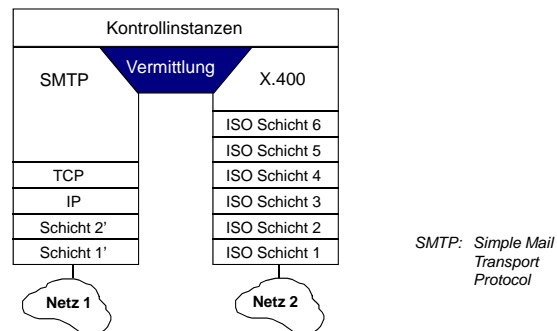 Kontrollinstanzen
Vermittlung
SMTP
X.400
ISO Schicht 6
ISO Schicht 5
TCP
ISO Schicht 4
IP
ISO Schicht 3
Schicht 2’
ISO Schicht 2
Schicht 1’
ISO Schicht 1
Netz 1
Netz 2
SMTP: Simple Mail
Transport
Protocol